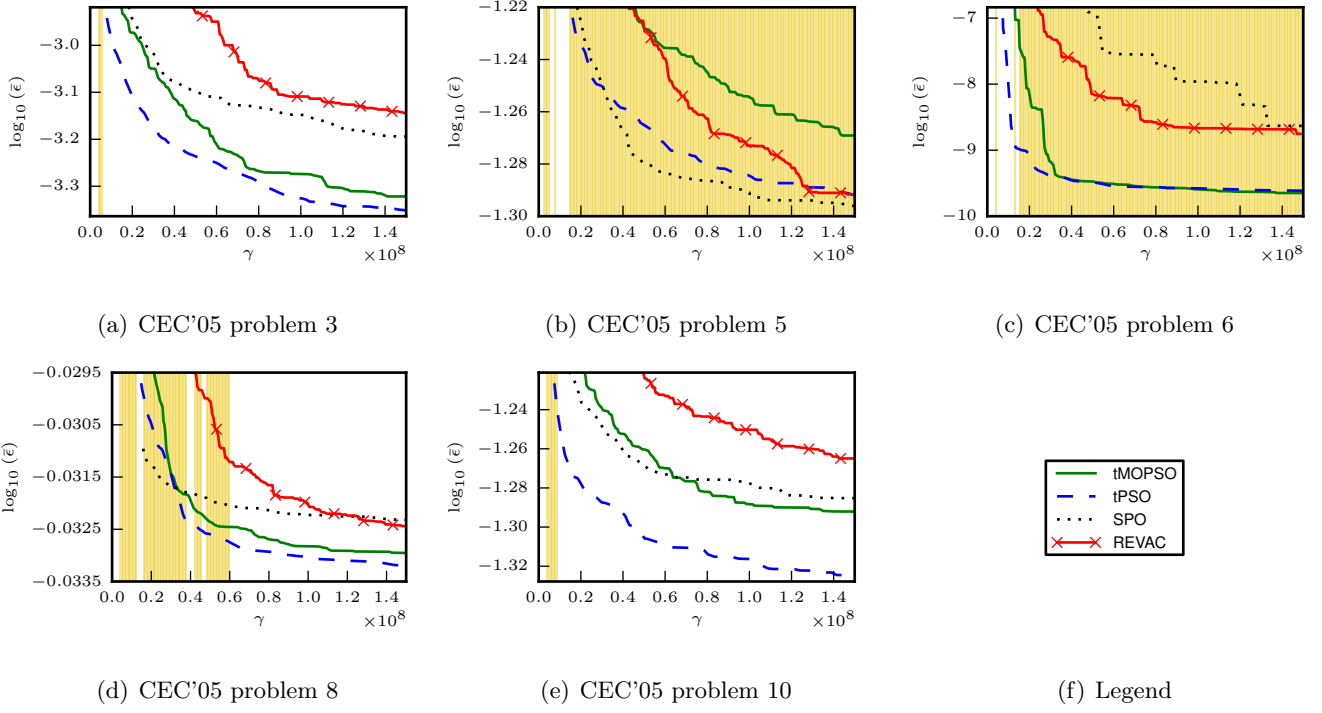 −3.0
−3.1
−3.2
−3.3
log10 (ε̄)
0.0 0.2 0.4 0.6 0.8 1.0 1.2 1.4
γ ×10^8
(a) CEC'05 problem 3
−1.22
−1.24
−1.26
−1.28
−1.30
log10 (ε̄)
0.0 0.2 0.4 0.6 0.8 1.0 1.2 1.4
γ ×10^8
(b) CEC'05 problem 5
−7
−8
−9
−10
log10 (ε̄)
0.0 0.2 0.4 0.6 0.8 1.0 1.2 1.4
γ ×10^8
(c) CEC'05 problem 6
−0.0295
−0.0305
−0.0315
−0.0325
−0.0335
log10 (ε̄)
0.0 0.2 0.4 0.6 0.8 1.0 1.2 1.4
γ ×10^8
(d) CEC'05 problem 8
−1.24
−1.26
−1.28
−1.30
−1.32
log10 (ε̄)
0.0 0.2 0.4 0.6 0.8 1.0 1.2 1.4
γ ×10^8
(e) CEC'05 problem 10
tMOPSO
tPSO
SPO
REVAC
(f) Legend